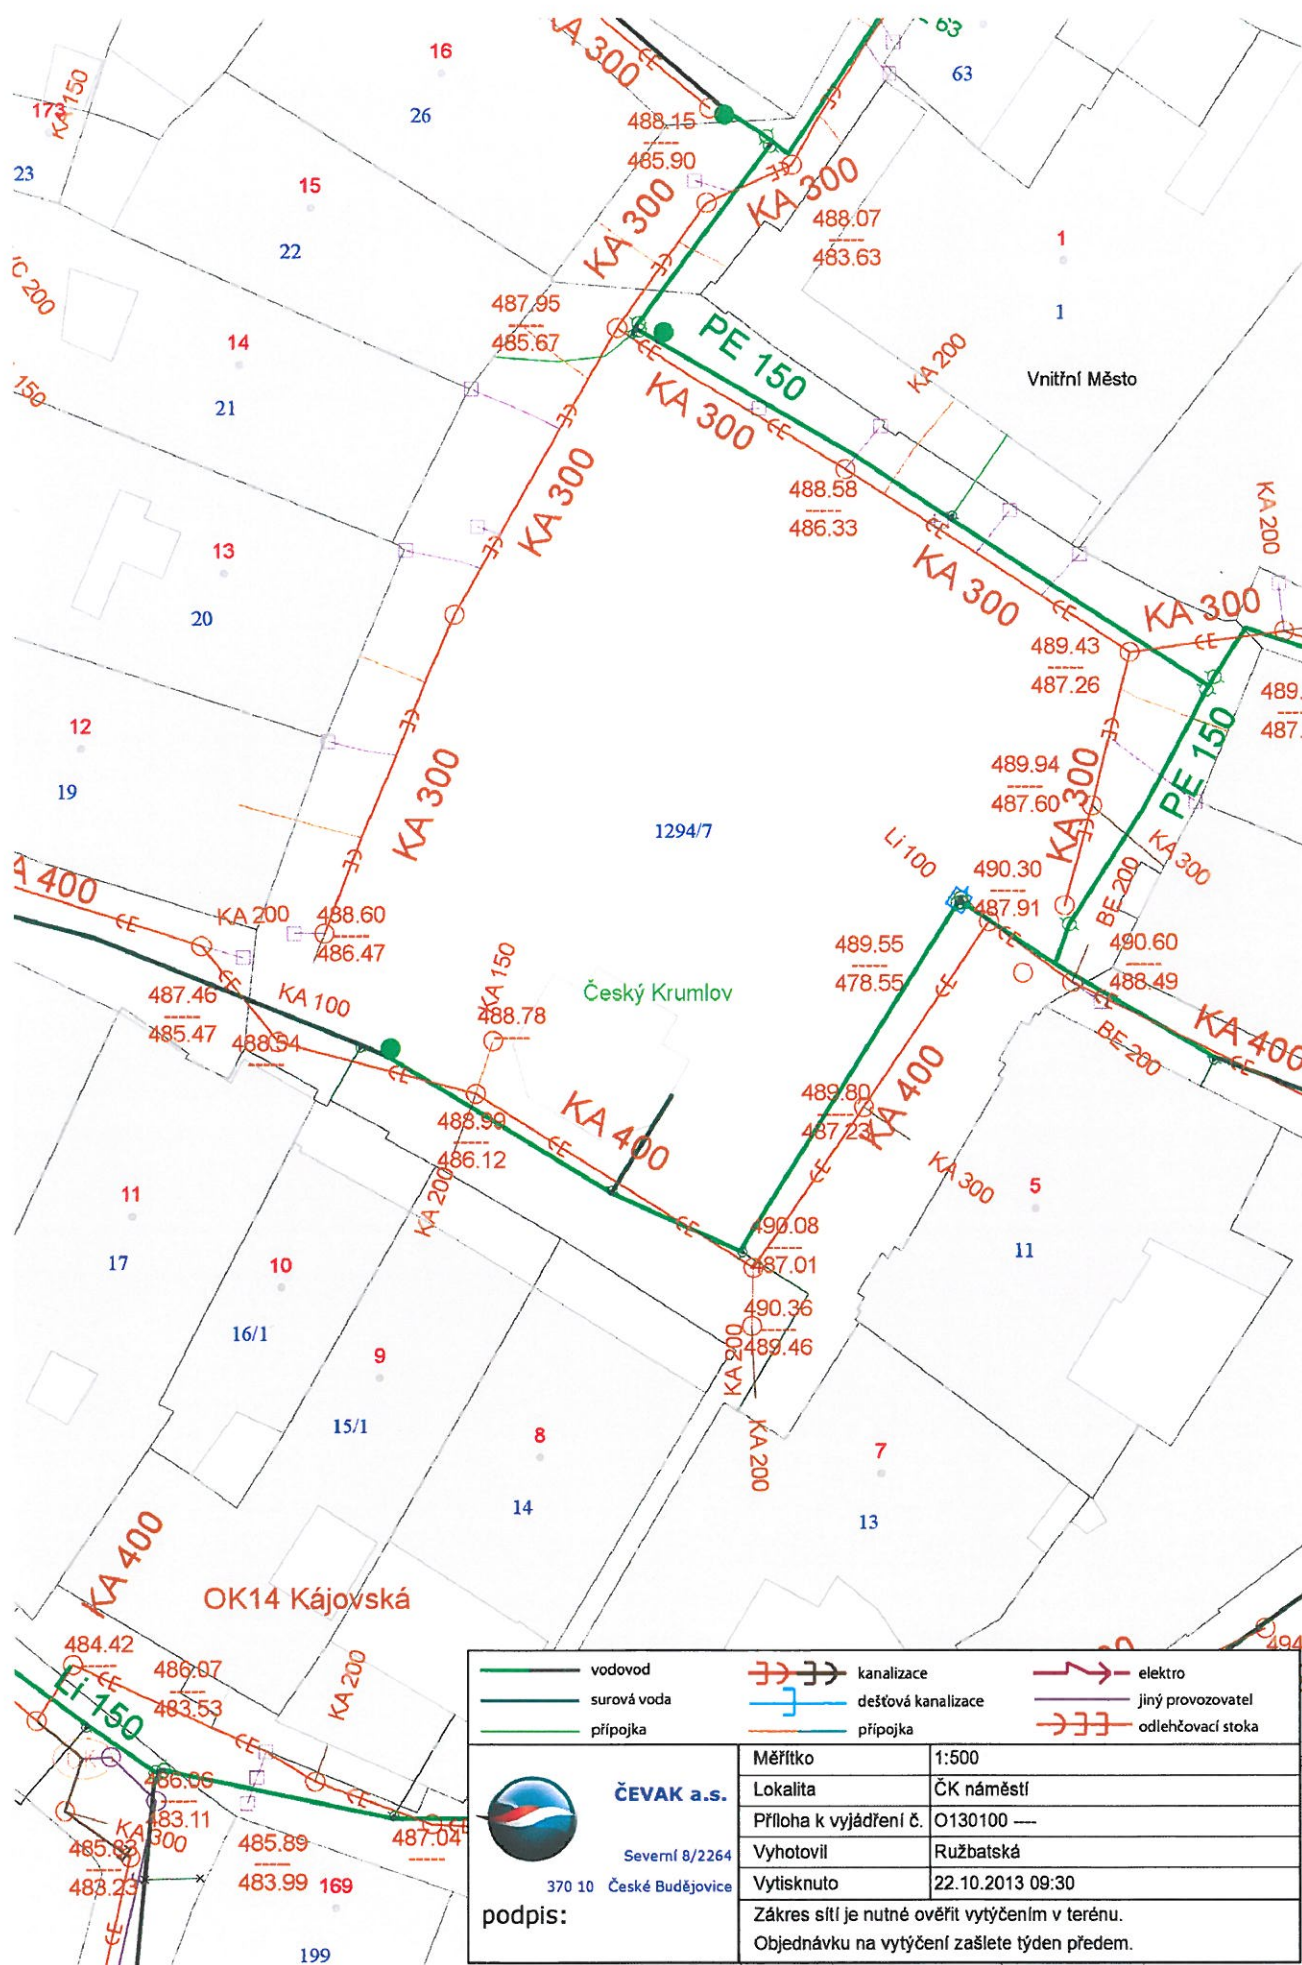 KA 300
63
16
63
KA 150
173
26
488.15
-----
485.90
23
15
KA 300
KA 300
488.07
-----
483.63
22
1
487.95
-----
485.67
1
14
PE 150
KA 200
Vnitřní Město
150
21
KA 300
KA 300
488.58
-----
486.33
KA 200
13
KA 300
20
KA 300
489.43
-----
487.26
12
PE 150
19
KA 300
489.94
-----
487.60
KA 300
1294/7
KA 300
Li 100
490.30
-----
487.91
BE 200
KA 400
KA 200
488.60
-----
486.47
489.55
-----
478.55
490.60
-----
488.49
KA 150
Český Krumlov
487.46
-----
485.47
KA 100
488.78
-----
488.54
-----
BE 200
KA 400
KA 400
KA 400
489.80
-----
487.23
488.99
-----
486.12
KA 200
KA 300
5
11
11
17
490.08
-----
487.01
10
16/1
490.36
-----
489.46
KA 200
9
15/1
KA 200
8
14
7
13
KA 400
OK14 Kájovská
484.42
-----
486.07
-----
483.53
KA 200
Li 150
486.06
-----
483.11
KA 300
485.83
-----
483.23
485.89
-----
483.99
487.04
-----
169
199
494
vodovod
kanalizace
elektro
surová voda
dešťová kanalizace
jiný provozovatel
přípojka
přípojka
odlehčovací stoka
ČEVAK a.s.
Severní 8/2264
370 10 České Budějovice
podpis:
Měřítko 1:500
Lokalita ČK náměstí
Příloha k vyjádření č. O130100 ----
Vyhotovil Ružbatská
Vytisknuto 22.10.2013 09:30
Zákres sítí je nutné ověřit vytýčením v terénu.
Objednávku na vytýčení zašlete týden předem.